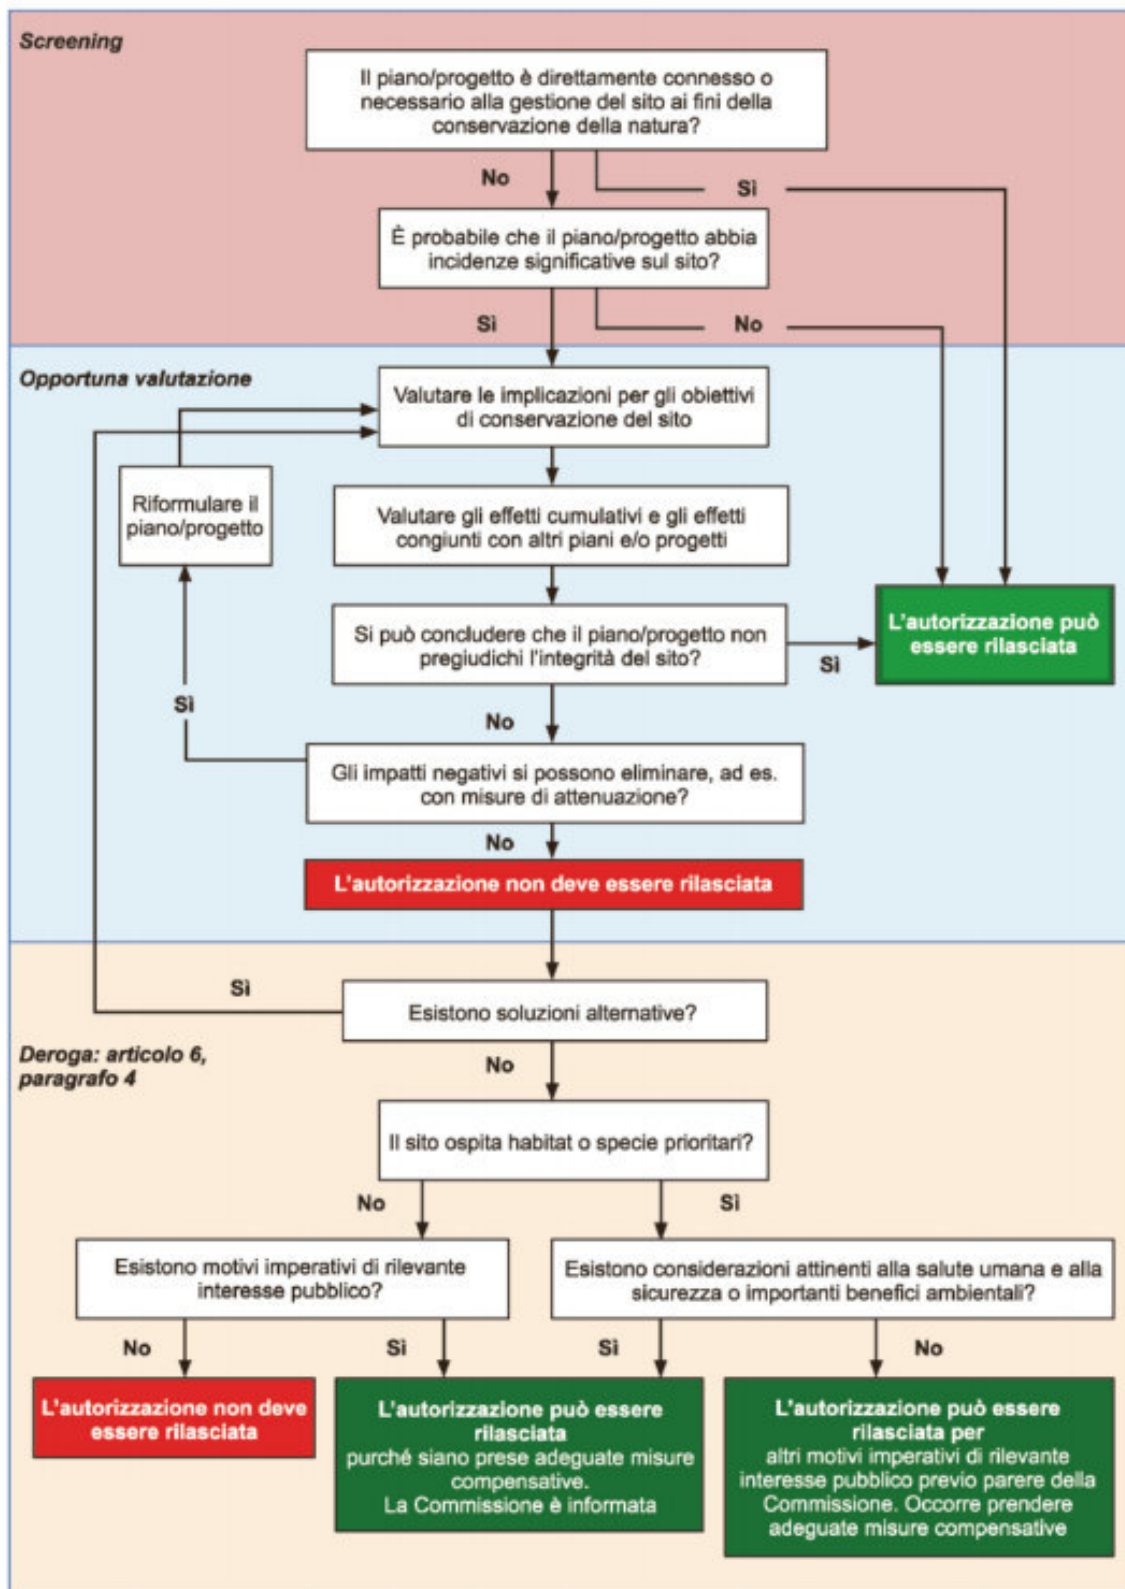 Screening
Il piano/progetto è direttamente connesso o
necessario alla gestione del sito ai fini della
conservazione della natura?
No
Sì
È probabile che il piano/progetto abbia
incidenze significative sul sito?
Sì
No
Opportuna valutazione
Valutare le implicazioni per gli obiettivi
di conservazione del sito
Riformulare il
piano/progetto
Valutare gli effetti cumulativi e gli effetti
congiunti con altri piani e/o progetti
Si può concludere che il piano/progetto non
pregiudichi l'integrità del sito?
Sì
L'autorizzazione può
essere rilasciata
Sì
No
Gli impatti negativi si possono eliminare, ad es.
con misure di attenuazione?
No
L'autorizzazione non deve essere rilasciata
Sì
Esistono soluzioni alternative?
Deroga: articolo 6,
paragrafo 4
No
Il sito ospita habitat o specie prioritari?
No
Sì
Esistono motivi imperativi di rilevante
interesse pubblico?
Esistono considerazioni attinenti alla salute umana e alla
sicurezza o importanti benefici ambientali?
No
Sì
Sì
No
L'autorizzazione non deve
essere rilasciata
L'autorizzazione può essere
rilasciata
purché siano prese adeguate misure
compensative.
La Commissione è informata
L'autorizzazione può essere
rilasciata per
altri motivi imperativi di rilevante
interesse pubblico previo parere della
Commissione. Occorre prendere
adeguate misure compensative